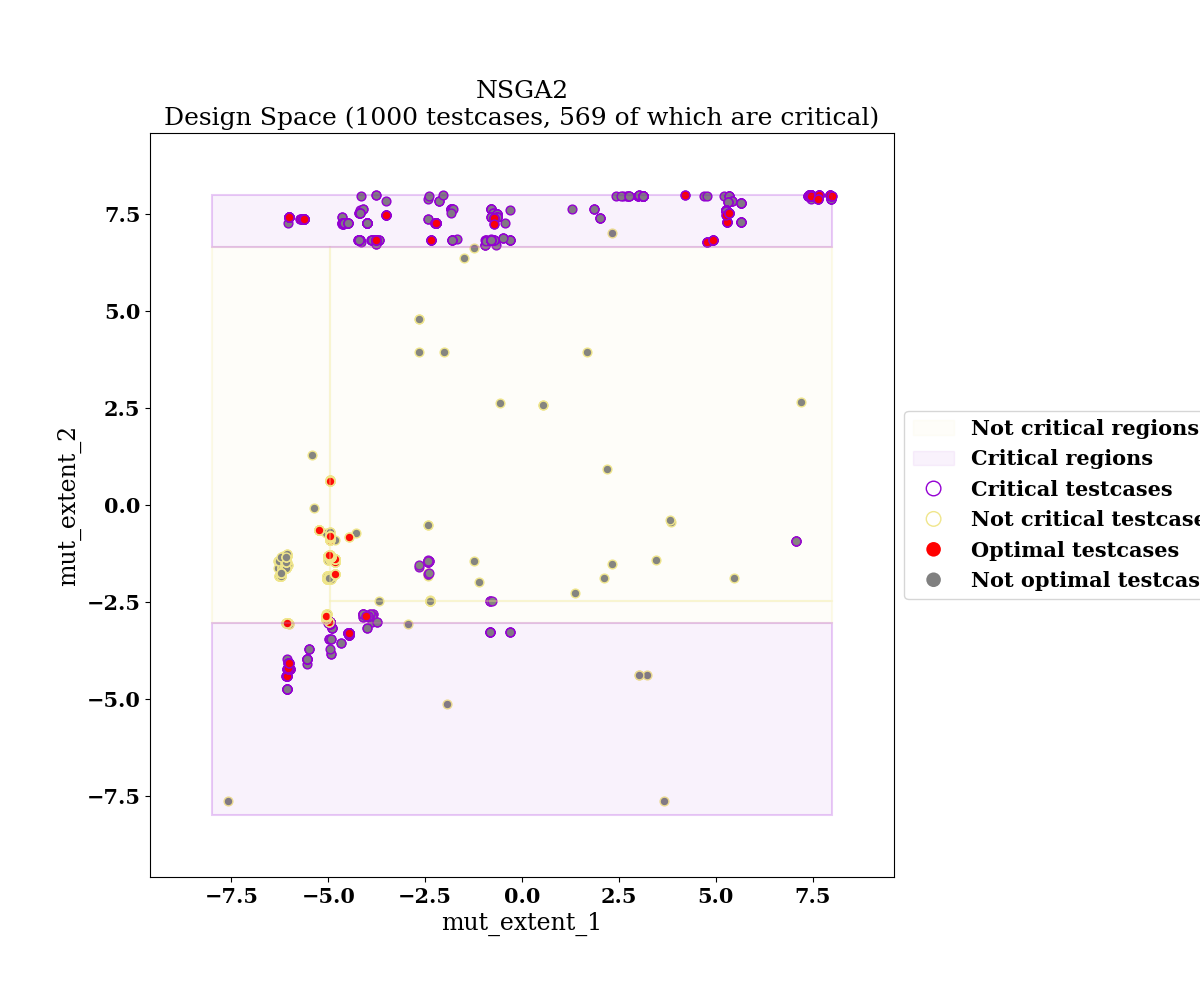 NSGA2
Design Space (1000 testcases, 569 of which are critical)
7.5
5.0
2.5
0.0
−2.5
−5.0
−7.5
mut_extent_2
−7.5
−5.0
−2.5
0.0
2.5
5.0
7.5
mut_extent_1
Not critical regions
Critical regions
Critical testcases
Not critical testcase
Optimal testcases
Not optimal testcas